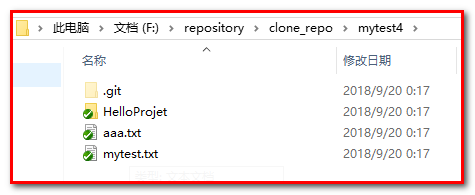 此电脑 › 文档 (F:) › repository › clone_repo › mytest4 ›
名称 修改日期
.git 2018/9/20 0:17
HelloProjet 2018/9/20 0:17
aaa.txt 2018/9/20 0:17
mytest.txt 2018/9/20 0:17